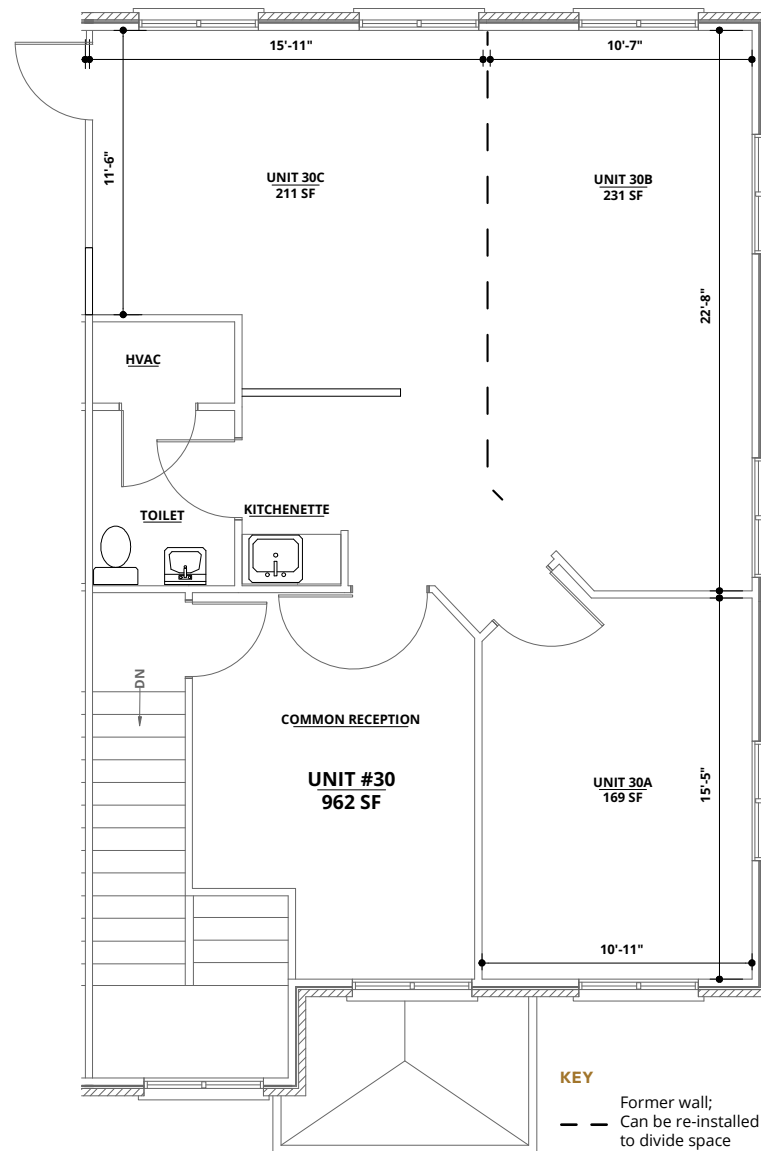 15'-11"
10'-7"
11'-6"
UNIT 30C
211 SF
UNIT 30B
231 SF
22'-8"
HVAC
TOILET
KITCHENETTE
DN
COMMON RECEPTION
UNIT #30
962 SF
UNIT 30A
169 SF
15'-5"
10'-11"
KEY
Former wall;
Can be re-installed
to divide space